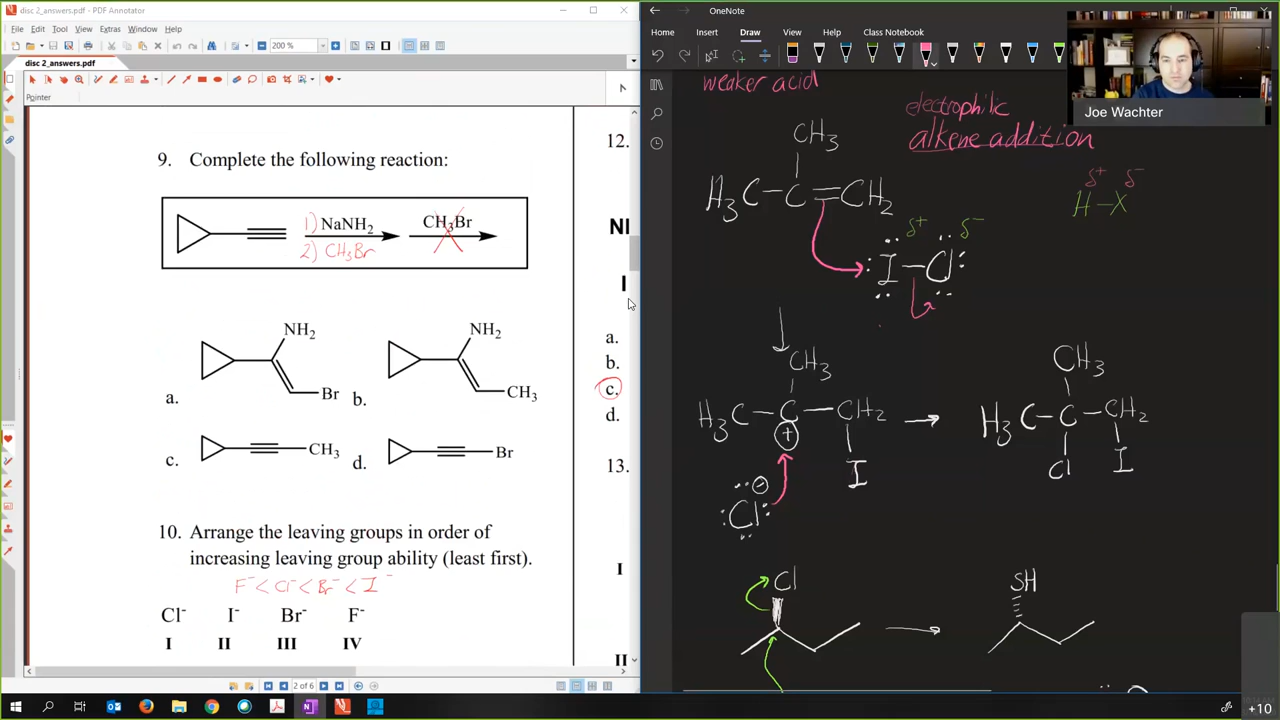 disc 2_answers.pdf - PDF Annotator
File Edit Tool View Extras Window Help
200 %
disc 2_answers.pdf
Pointer
9. Complete the following reaction:
1) NaNH2
2) CH3Br
CH3Br
NH2
Br
a.
NH2
CH3
b.
c.
CH3
d.
Br
10. Arrange the leaving groups in order of
increasing leaving group ability (least first).
F⁻ < Cl⁻ < Br⁻ < I⁻
Cl- I- Br- F-
I II III IV
12.
NI
I
a.
b.
c.
d.
13.
I
II
2 of 6
OneNote
Home Insert Draw View Help Class Notebook
Joe Wachter
weaker acid
electrophilic
alkene addition
CH3
H3C-C=CH2
δ+ δ-
H-X
δ+ δ-
I-Cl
CH3
H3C-C-CH2
+
I
Cl
CH3
H3C-C-CH2
Cl I
Cl
SH
+10